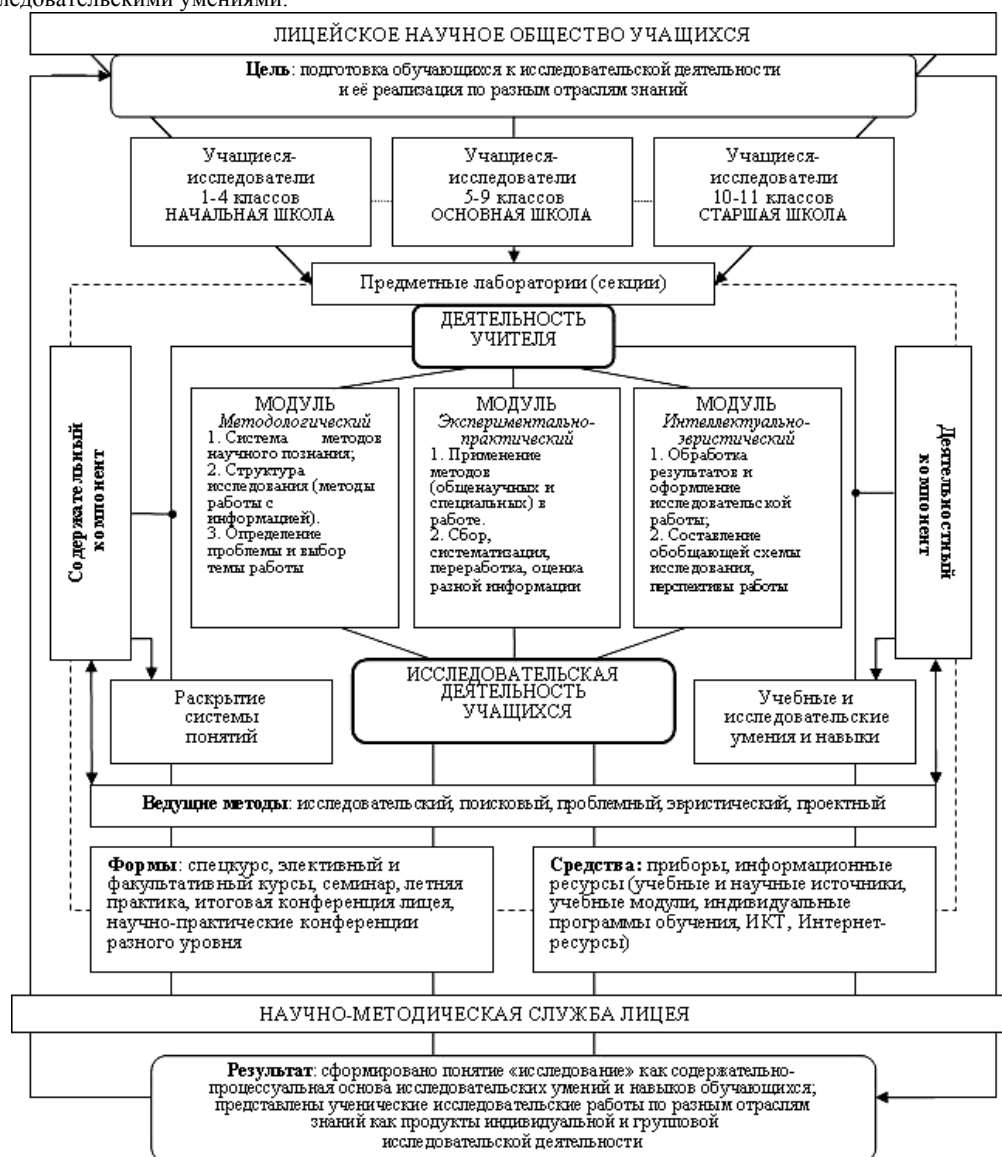 ледовательскими умениями.
ЛИЦЕЙСКОЕ НАУЧНОЕ ОБЩЕСТВО УЧАЩИХСЯ
Цель: подготовка обучающихся к исследовательской деятельности
и её реализация по разным отраслям знаний
Учащиеся-
исследователи
1-4 классов
НАЧАЛЬНАЯ ШКОЛА
Учащиеся-
исследователи
5-9 классов
ОСНОВНАЯ ШКОЛА
Учащиеся-
исследователи
10-11 классов
СТАРШАЯ ШКОЛА
Предметные лаборатории (секции)
ДЕЯТЕЛЬНОСТЬ
УЧИТЕЛЯ
Содержательный
компонент
МОДУЛЬ
Методологический
1. Система методов
научного познания;
2. Структура
исследования (методы
работы с
информацией).
3. Определение
проблемы и выбор
темы работы
МОДУЛЬ
Экспериментально-
практический
1. Применение
методов
(общенаучных и
специальных) в
работе.
2. Сбор,
систематизация,
переработка, оценка
разной информации
МОДУЛЬ
Интеллектуально-
эвристический
1. Обработка
результатов и
оформление
исследовательской
работы;
2. Составление
обобщающей схемы
исследования,
перспективы работы
Деятельностный
компонент
ИССЛЕДОВАТЕЛЬСКАЯ
ДЕЯТЕЛЬНОСТЬ
УЧАЩИХСЯ
Раскрытие
системы
понятий
Учебные и
исследовательские
умения и навыки
Ведущие методы: исследовательский, поисковый, проблемный, эвристический, проектный
Формы: спецкурс, элективный и
факультативный курсы, семинар, летняя
практика, итоговая конференция лицея,
научно-практические конференции
разного уровня
Средства: приборы, информационные
ресурсы (учебные и научные источники,
учебные модули, индивидуальные
программы обучения, ИКТ, Интернет-
ресурсы)
НАУЧНО-МЕТОДИЧЕСКАЯ СЛУЖБА ЛИЦЕЯ
Результат: сформировано понятие «исследование» как содержательно-
процессуальная основа исследовательских умений и навыков обучающихся;
представлены ученические исследовательские работы по разным отраслям
знаний как продукты индивидуальной и групповой
исследовательской деятельности